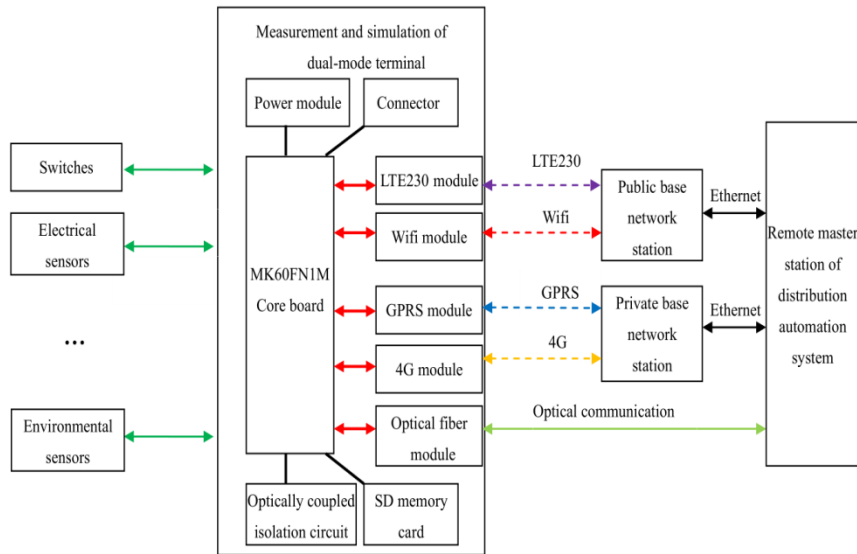 Measurement and simulation of
dual-mode terminal
Power module
Connector
Switches
Electrical
sensors
...
Environmental
sensors
MK60FN1M
Core board
LTE230 module
Wifi module
GPRS module
4G module
Optical fiber
module
Optically coupled
isolation circuit
SD memory
card
LTE230
Wifi
GPRS
4G
Optical communication
Public base
network
station
Private base
network
station
Ethernet
Ethernet
Remote master
station of
distribution
automation
system